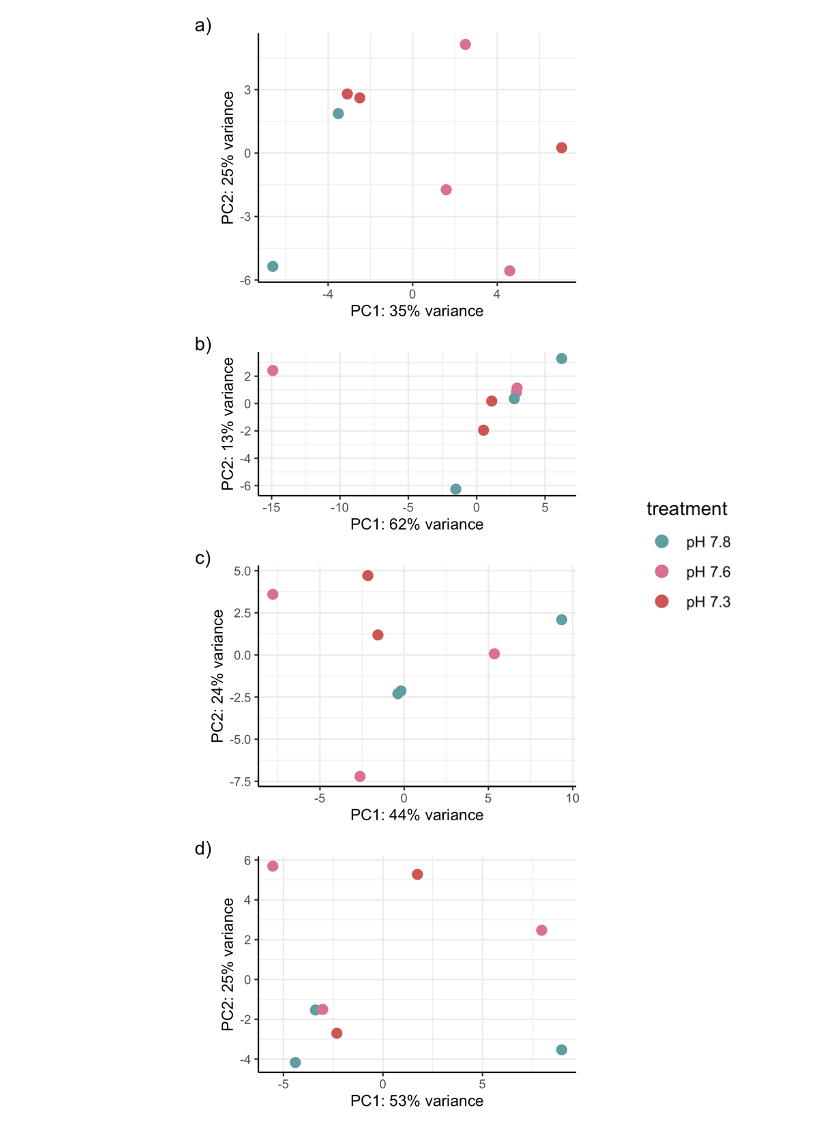 a)
PC2: 25% variance
3
0
-3
-6
-4 0 4
PC1: 35% variance
b)
PC2: 13% variance
2
0
-2
-4
-6
-15 -10 -5 0 5
PC1: 62% variance
treatment
pH 7.8
pH 7.6
pH 7.3
c)
PC2: 24% variance
5.0
2.5
0.0
-2.5
-5.0
-7.5
-5 0 5 10
PC1: 44% variance
d)
PC2: 25% variance
6
4
2
0
-2
-4
-5 0 5
PC1: 53% variance